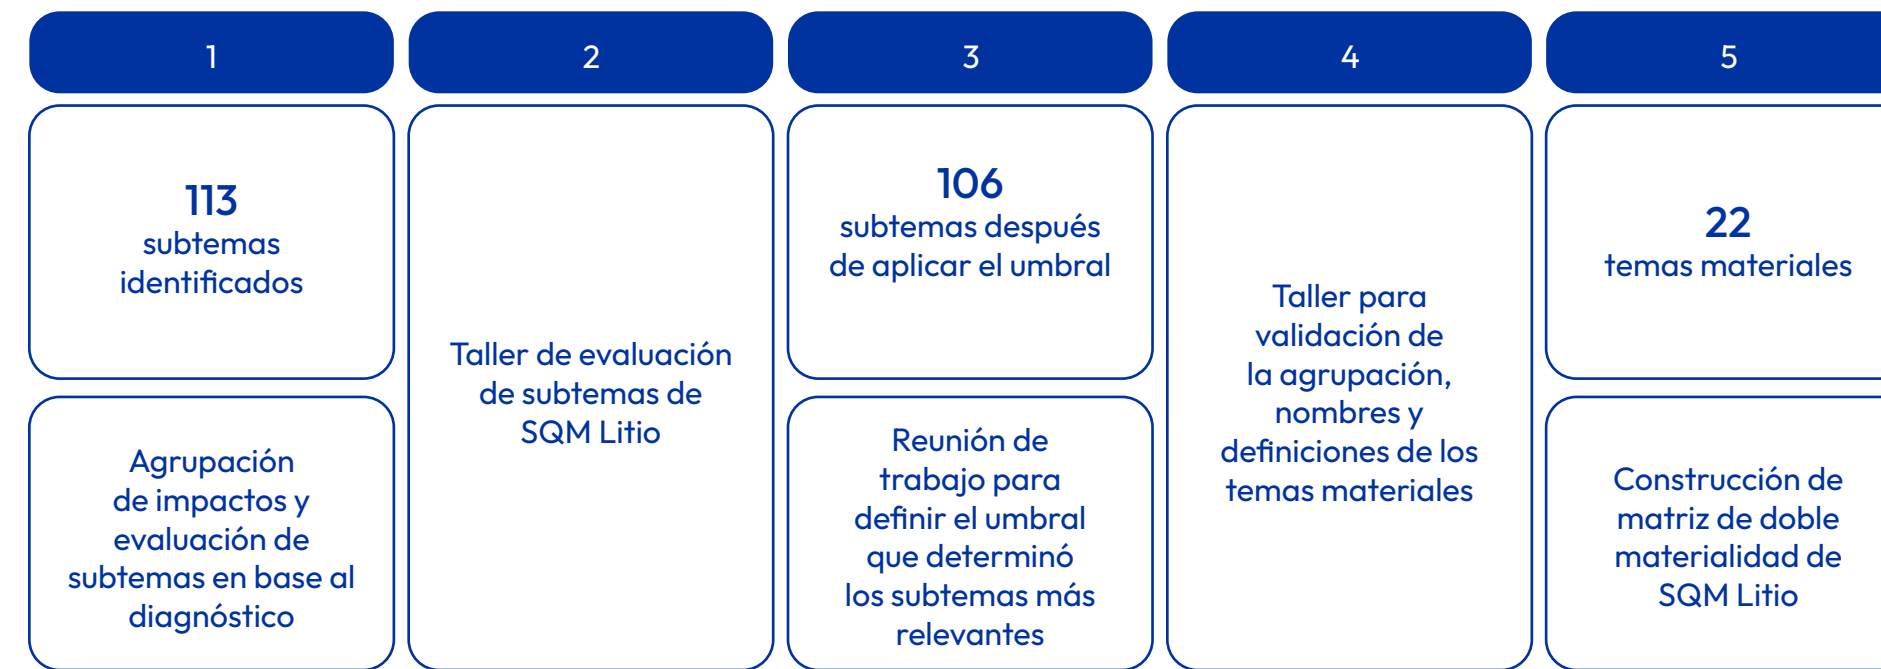 1
113
subtemas
identificados
Agrupación
de impactos y
evaluación de
subtemas en base al
diagnóstico
2
Taller de evaluación
de subtemas de
SQM Litio
3
106
subtemas después
de aplicar el umbral
Reunión de
trabajo para
definir el umbral
que determinó
los subtemas más
relevantes
4
Taller para
validación de
la agrupación,
nombres y
definiciones de los
temas materiales
5
22
temas materiales
Construcción de
matriz de doble
materialidad de
SQM Litio